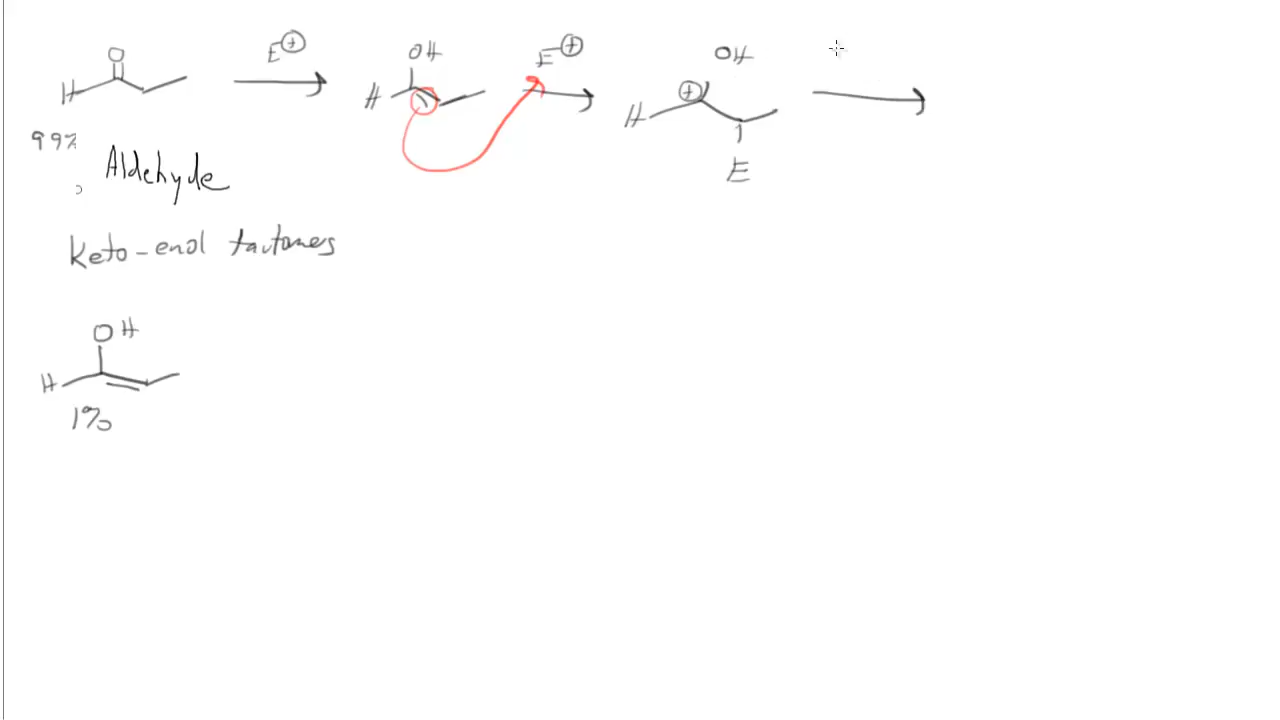 O OH OH
E⊕ E⊕
H H ⊕ H
E
99%
Aldehyde
Keto-enol tautomers
OH
H
1%